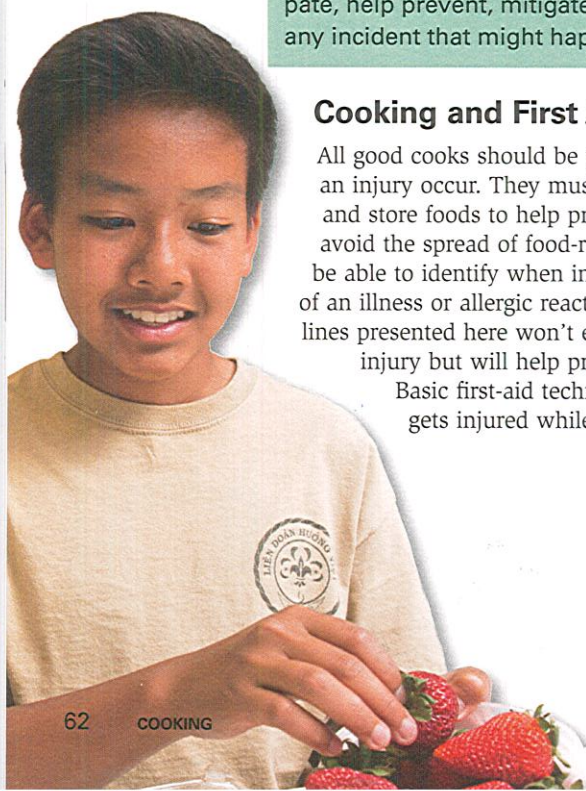 pate, help prevent, mitigate
any incident that might hap
Cooking and First
All good cooks should be
an injury occur. They mus
and store foods to help pr
avoid the spread of food-r
be able to identify when in
of an illness or allergic react
lines presented here won't e
injury but will help pr
Basic first-aid tech
gets injured while
LIÊN ĐOÀN HƯỚNG
62 COOKING